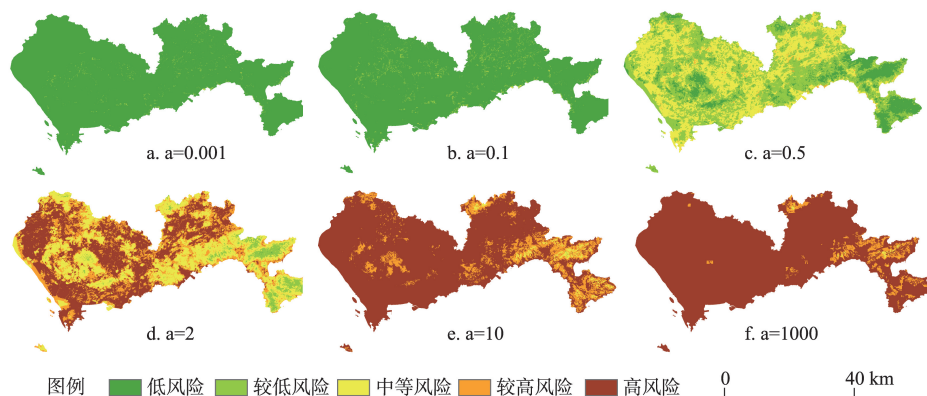 a. a=0.001
b. a=0.1
c. a=0.5
d. a=2
e. a=10
f. a=1000
图例 低风险 较低风险 中等风险 较高风险 高风险 0 40 km